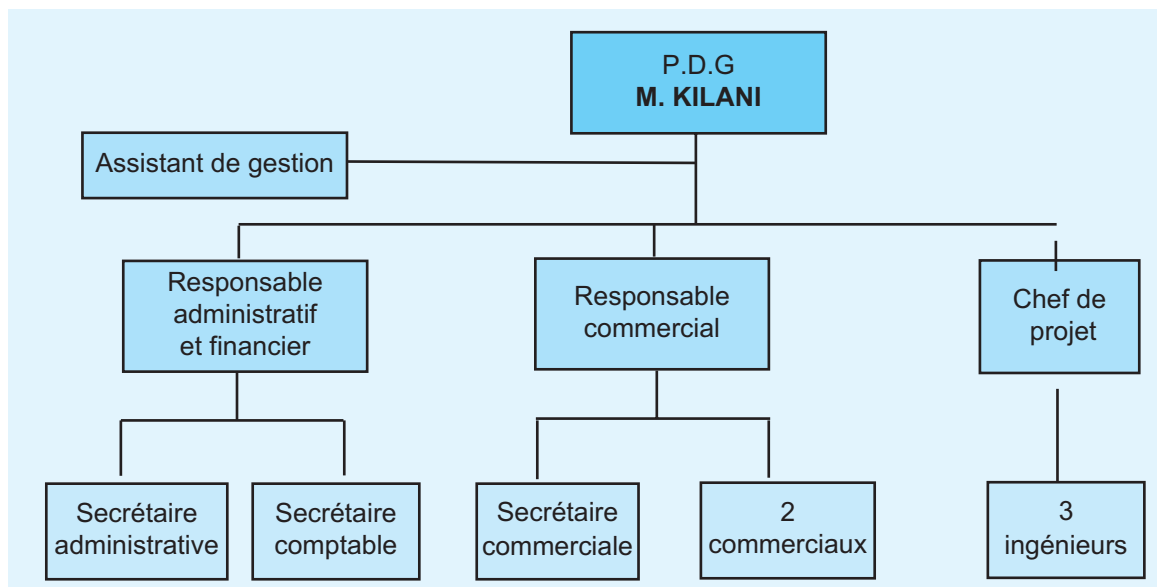 P.D.G
M. KILANI
Assistant de gestion
Responsable
administratif
et financier
Responsable
commercial
Chef de
projet
Secrétaire
administrative
Secrétaire
comptable
Secrétaire
commerciale
2
commerciaux
3
ingénieurs